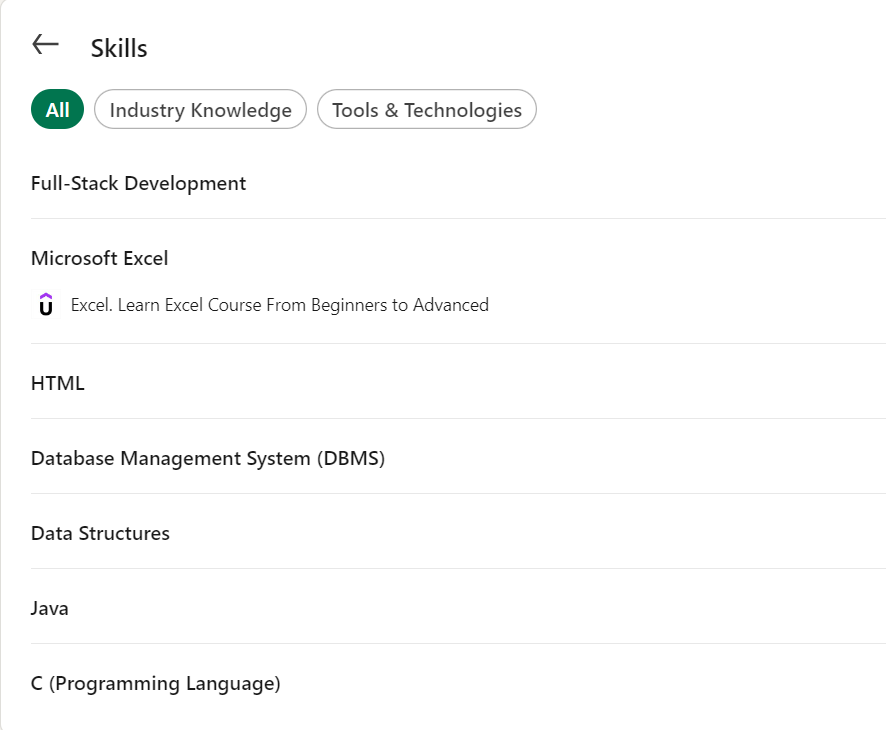 Skills
All Industry Knowledge Tools & Technologies
Full-Stack Development
Microsoft Excel
Excel. Learn Excel Course From Beginners to Advanced
HTML
Database Management System (DBMS)
Data Structures
Java
C (Programming Language)